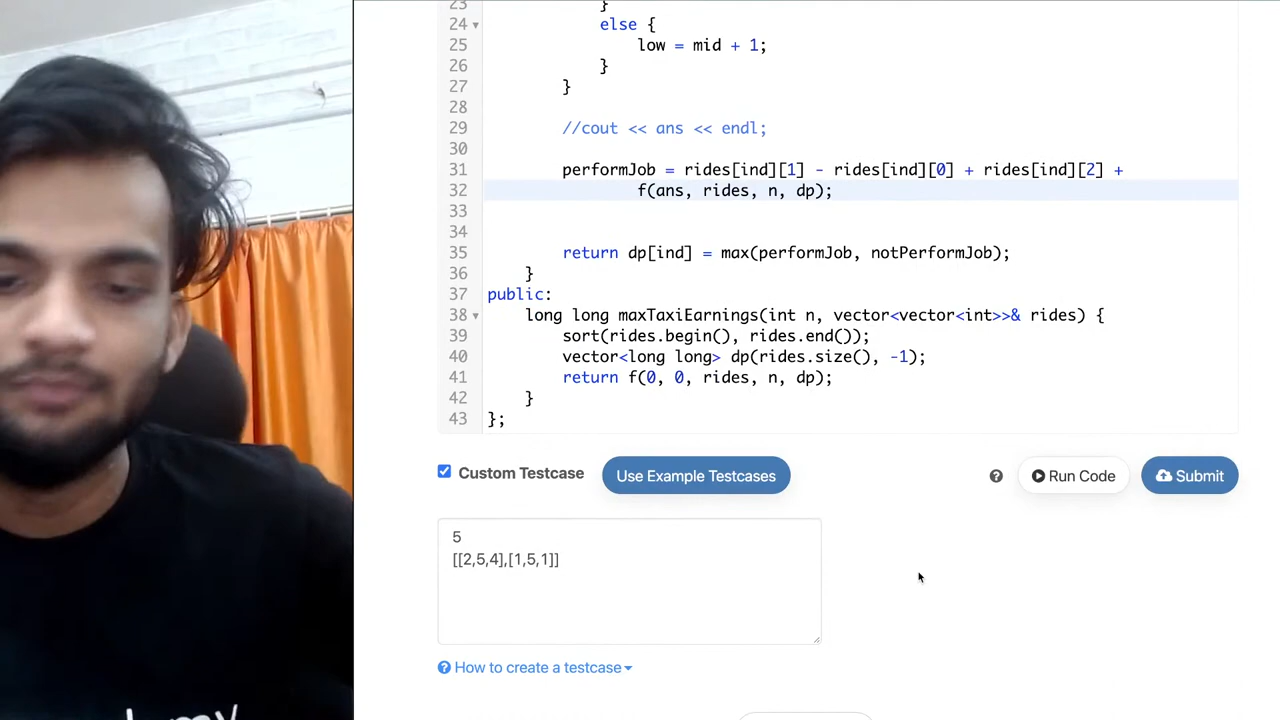 23 }
24 else {
25 low = mid + 1;
26 }
27 }
28
29 //cout << ans << endl;
30
31 performJob = rides[ind][1] - rides[ind][0] + rides[ind][2] +
32 f(ans, rides, n, dp);
33
34
35 return dp[ind] = max(performJob, notPerformJob);
36 }
37 public:
38 long long maxTaxiEarnings(int n, vector<vector<int>>& rides) {
39 sort(rides.begin(), rides.end());
40 vector<long long> dp(rides.size(), -1);
41 return f(0, 0, rides, n, dp);
42 }
43 };
Custom Testcase Use Example Testcases Run Code Submit
5
[[2,5,4],[1,5,1]]
How to create a testcase